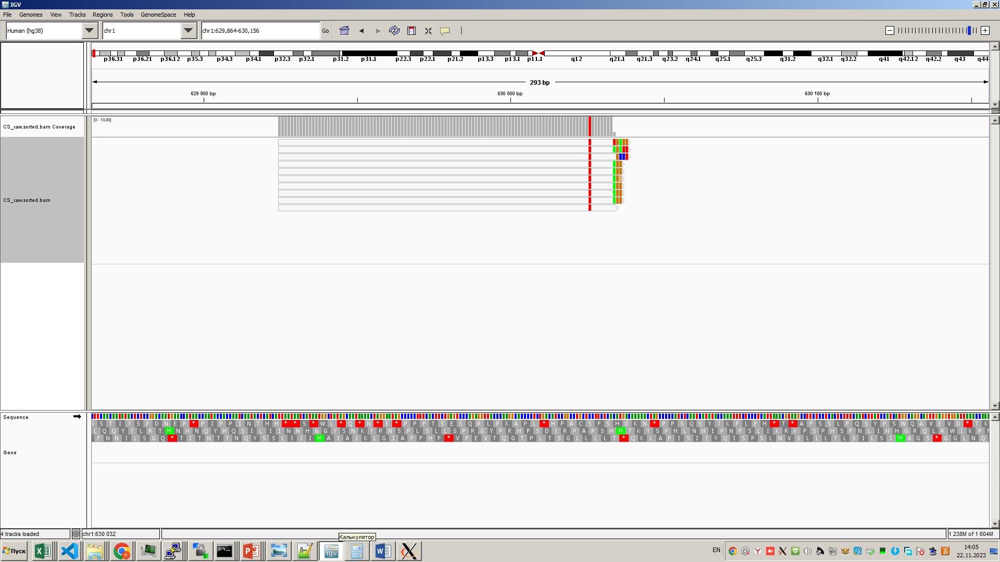 IGV
File Genomes View Tracks Regions Tools GenomeSpace Help
Human (hg38) chr1 chr1:629,864-630,156 Go
p36.31 p36.21 p36.12 p35.3 p34.3 p34.1 p32.3 p32.1 p31.2 p31.1 p22.3 p22.1 p21.2 p13.3 p13.1 p11.1 q12 q21.1 q21.3 q23.2 q24.1 q25.1 q25.3 q31.2 q32.1 q32.2 q41 q42.12 q42.2 q43 q44
293 bp
629 900 bp 630 000 bp 630 100 bp
[0 - 10,00]
CS_raw.sorted.bam Coverage
CS_raw.sorted.bam
Sequence
Gene
4 tracks loaded chr1:630 032 1 238M of 1 604M
Калькулятор
Пуск EN 14:05
22.11.2023